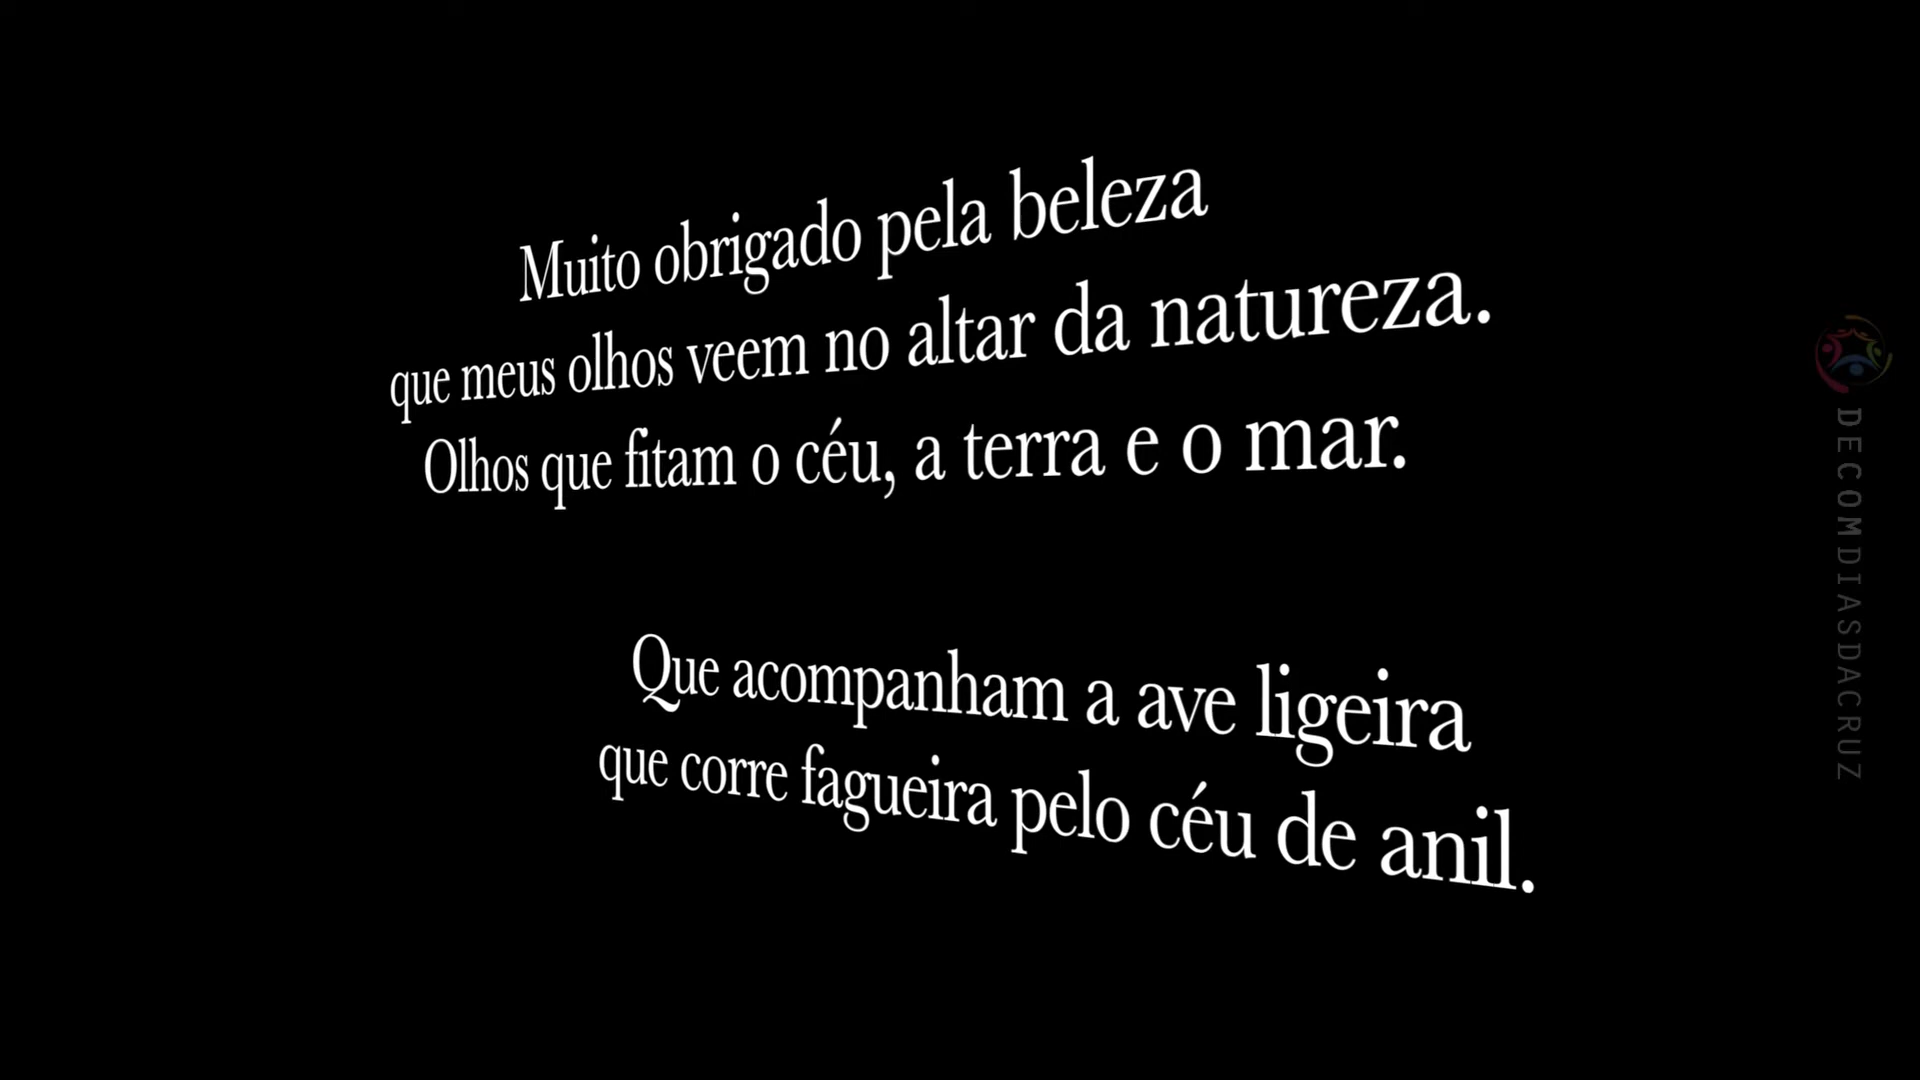 Muito obrigado pela beleza
que meus olhos veem no altar da natureza.
Olhos que fitam o céu, a terra e o mar.
Que acompanham a ave ligeira
que corre fagueira pelo céu de anil.
DECOMDIASDACRUZ